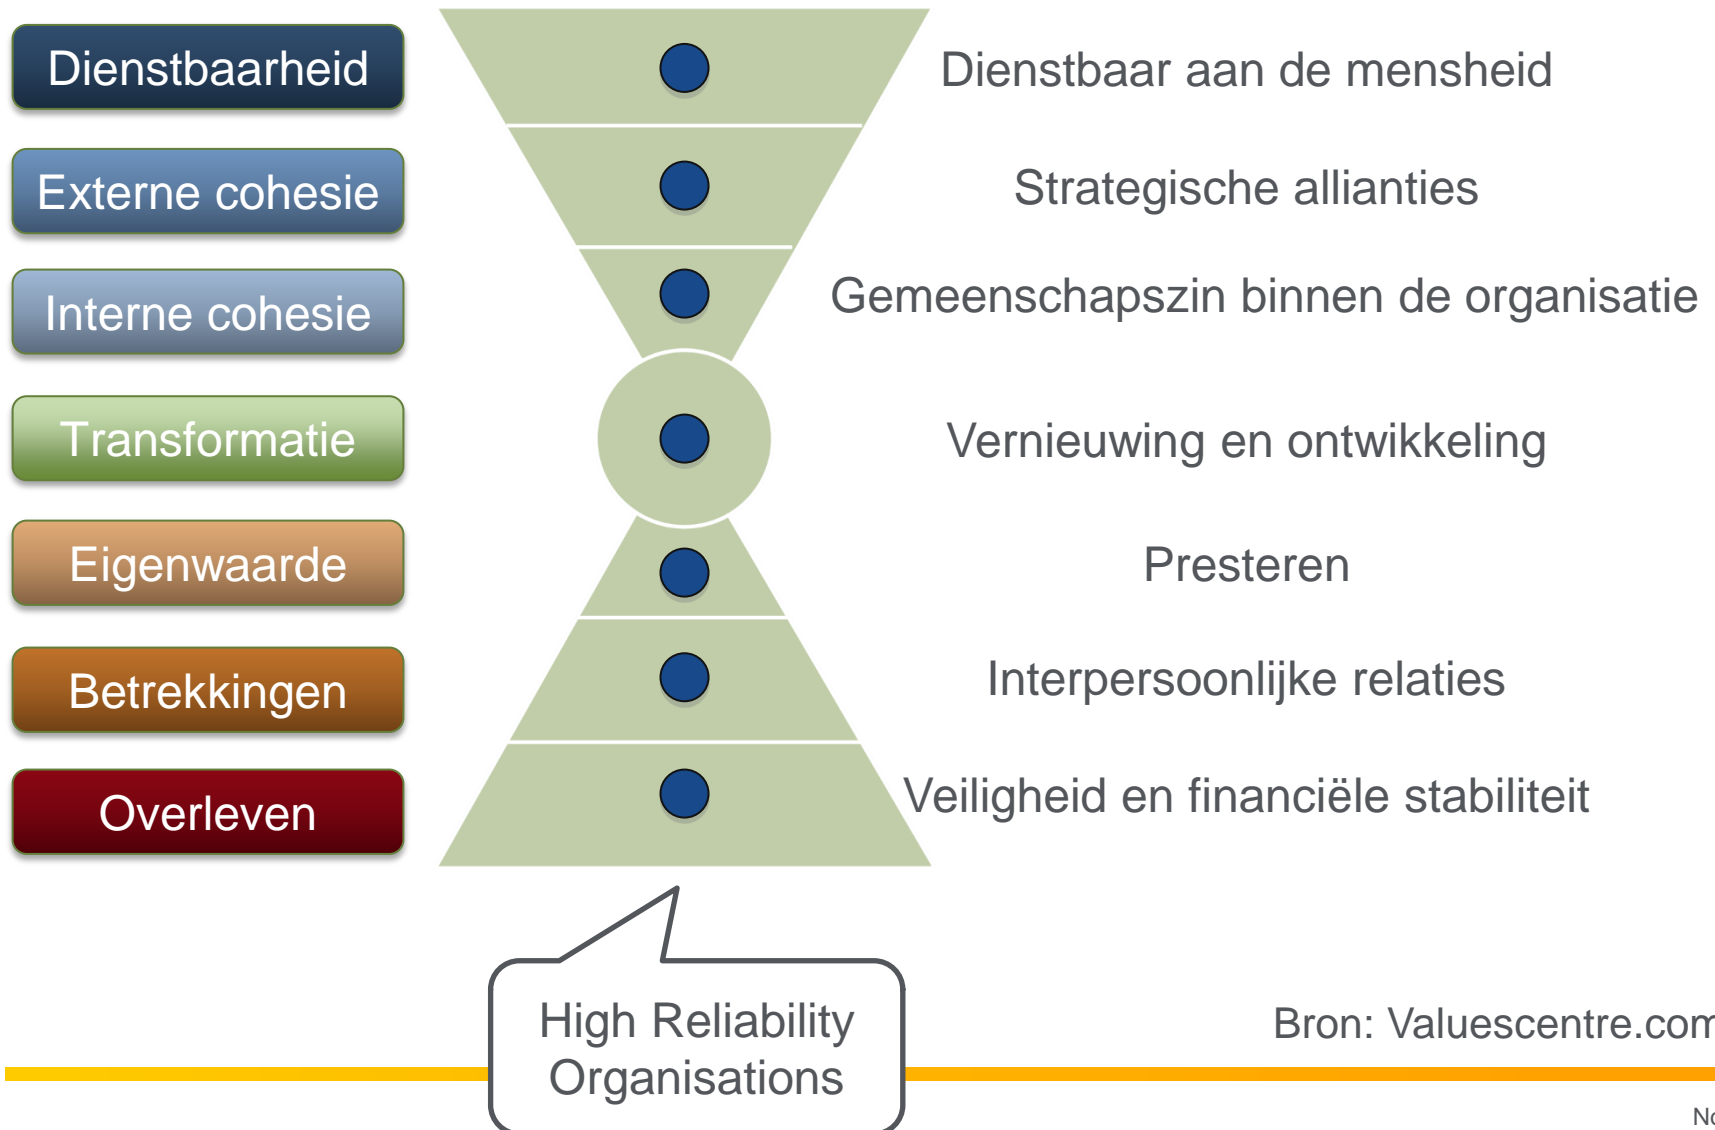 Dienstbaarheid
Dienstbaar aan de mensheid
Externe cohesie
Strategische allianties
Interne cohesie
Gemeenschapszin binnen de organisatie
Transformatie
Vernieuwing en ontwikkeling
Eigenwaarde
Presteren
Betrekkingen
Interpersoonlijke relaties
Overleven
Veiligheid en financiële stabiliteit
High Reliability
Organisations
Bron: Valuescentre.com